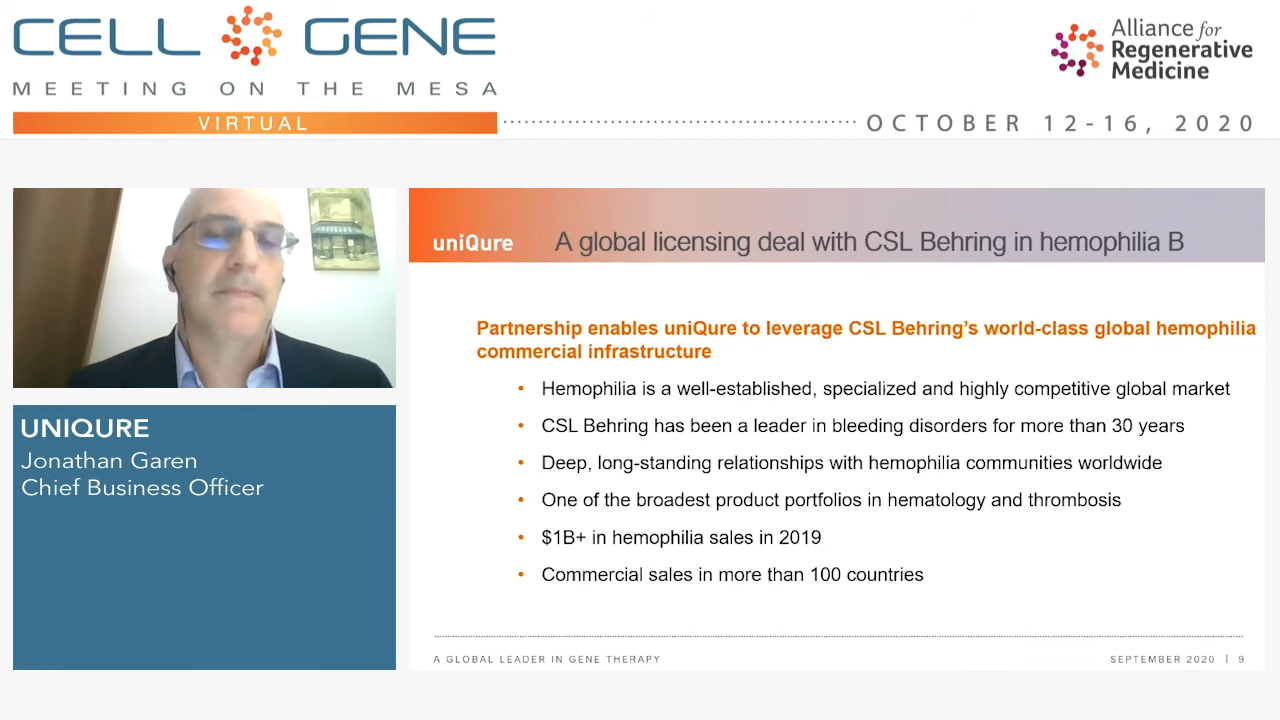 CELL GENE
MEETING ON THE MESA
VIRTUAL
Alliance for
Regenerative
Medicine
OCTOBER 12-16, 2020
UNIQURE
Jonathan Garen
Chief Business Officer
uniQure
A global licensing deal with CSL Behring in hemophilia B
Partnership enables uniQure to leverage CSL Behring’s world-class global hemophilia
commercial infrastructure
• Hemophilia is a well-established, specialized and highly competitive global market
• CSL Behring has been a leader in bleeding disorders for more than 30 years
• Deep, long-standing relationships with hemophilia communities worldwide
• One of the broadest product portfolios in hematology and thrombosis
• $1B+ in hemophilia sales in 2019
• Commercial sales in more than 100 countries
A GLOBAL LEADER IN GENE THERAPY
SEPTEMBER 2020 | 9